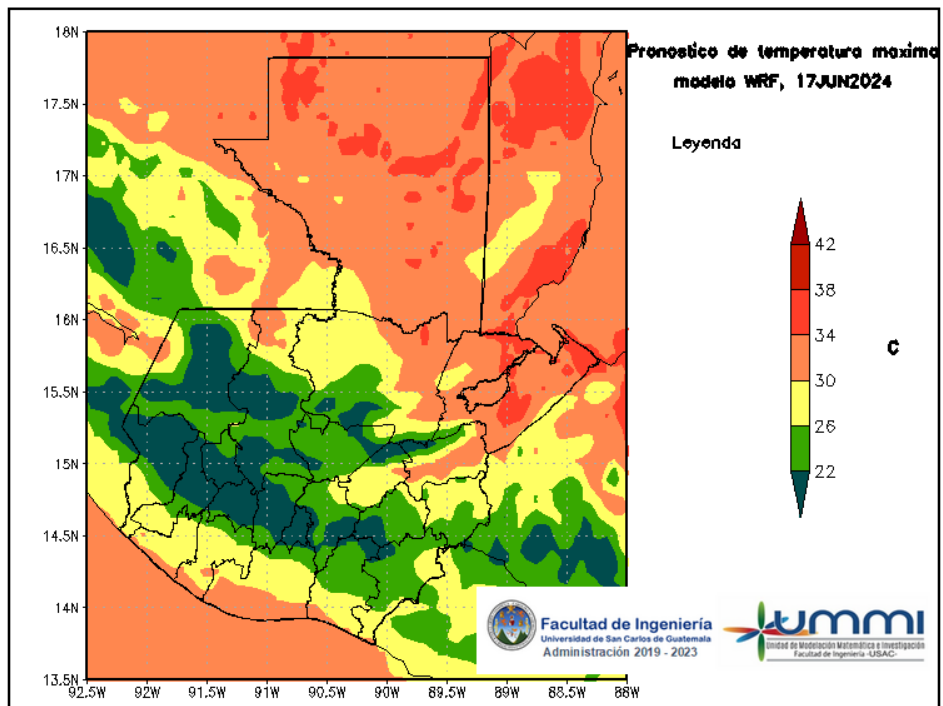 Pronostico de temperatura maxima
modelo WRF, 17JUN2024
Leyenda
42
38
34
30
26
22
C
18N
17.5N
17N
16.5N
16N
15.5N
15N
14.5N
14N
13.5N
92.5W
92W
91.5W
91W
90.5W
90W
89.5W
89W
88.5W
88W
Facultad de Ingeniería
Universidad de San Carlos de Guatemala
Administración 2019 - 2023
ummi
Unidad de Modelación Matemática e Investigación
Facultad de Ingeniería -USAC-